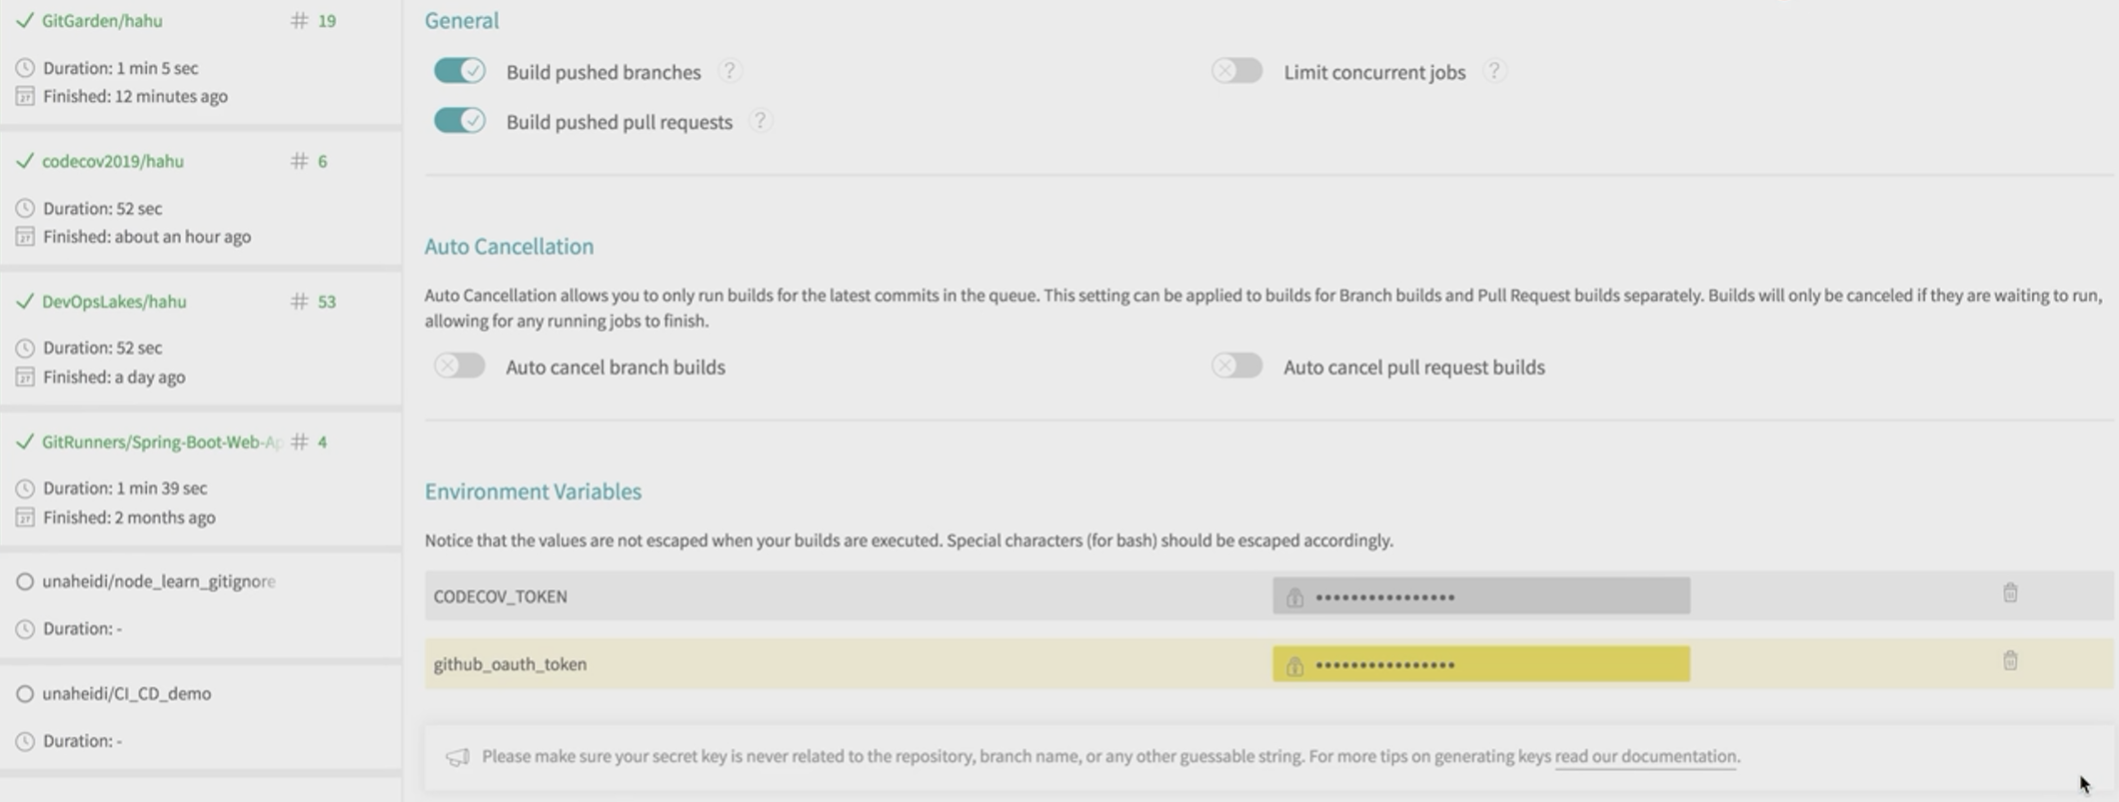 GitGarden/hahu # 19
Duration: 1 min 5 sec
Finished: 12 minutes ago
codecov2019/hahu # 6
Duration: 52 sec
Finished: about an hour ago
DevOpsLakes/hahu # 53
Duration: 52 sec
Finished: a day ago
GitRunners/Spring-Boot-Web-Ap # 4
Duration: 1 min 39 sec
Finished: 2 months ago
unaheidi/node_learn_gitignore
Duration: -
unaheidi/CI_CD_demo
Duration: -
General
Build pushed branches ?
Limit concurrent jobs ?
Build pushed pull requests ?
Auto Cancellation
Auto Cancellation allows you to only run builds for the latest commits in the queue. This setting can be applied to builds for Branch builds and Pull Request builds separately. Builds will only be canceled if they are waiting to run,
allowing for any running jobs to finish.
Auto cancel branch builds
Auto cancel pull request builds
Environment Variables
Notice that the values are not escaped when your builds are executed. Special characters (for bash) should be escaped accordingly.
CODECOV_TOKEN ••••••••••••••••
github_oauth_token ••••••••••••••••
Please make sure your secret key is never related to the repository, branch name, or any other guessable string. For more tips on generating keys read our documentation.